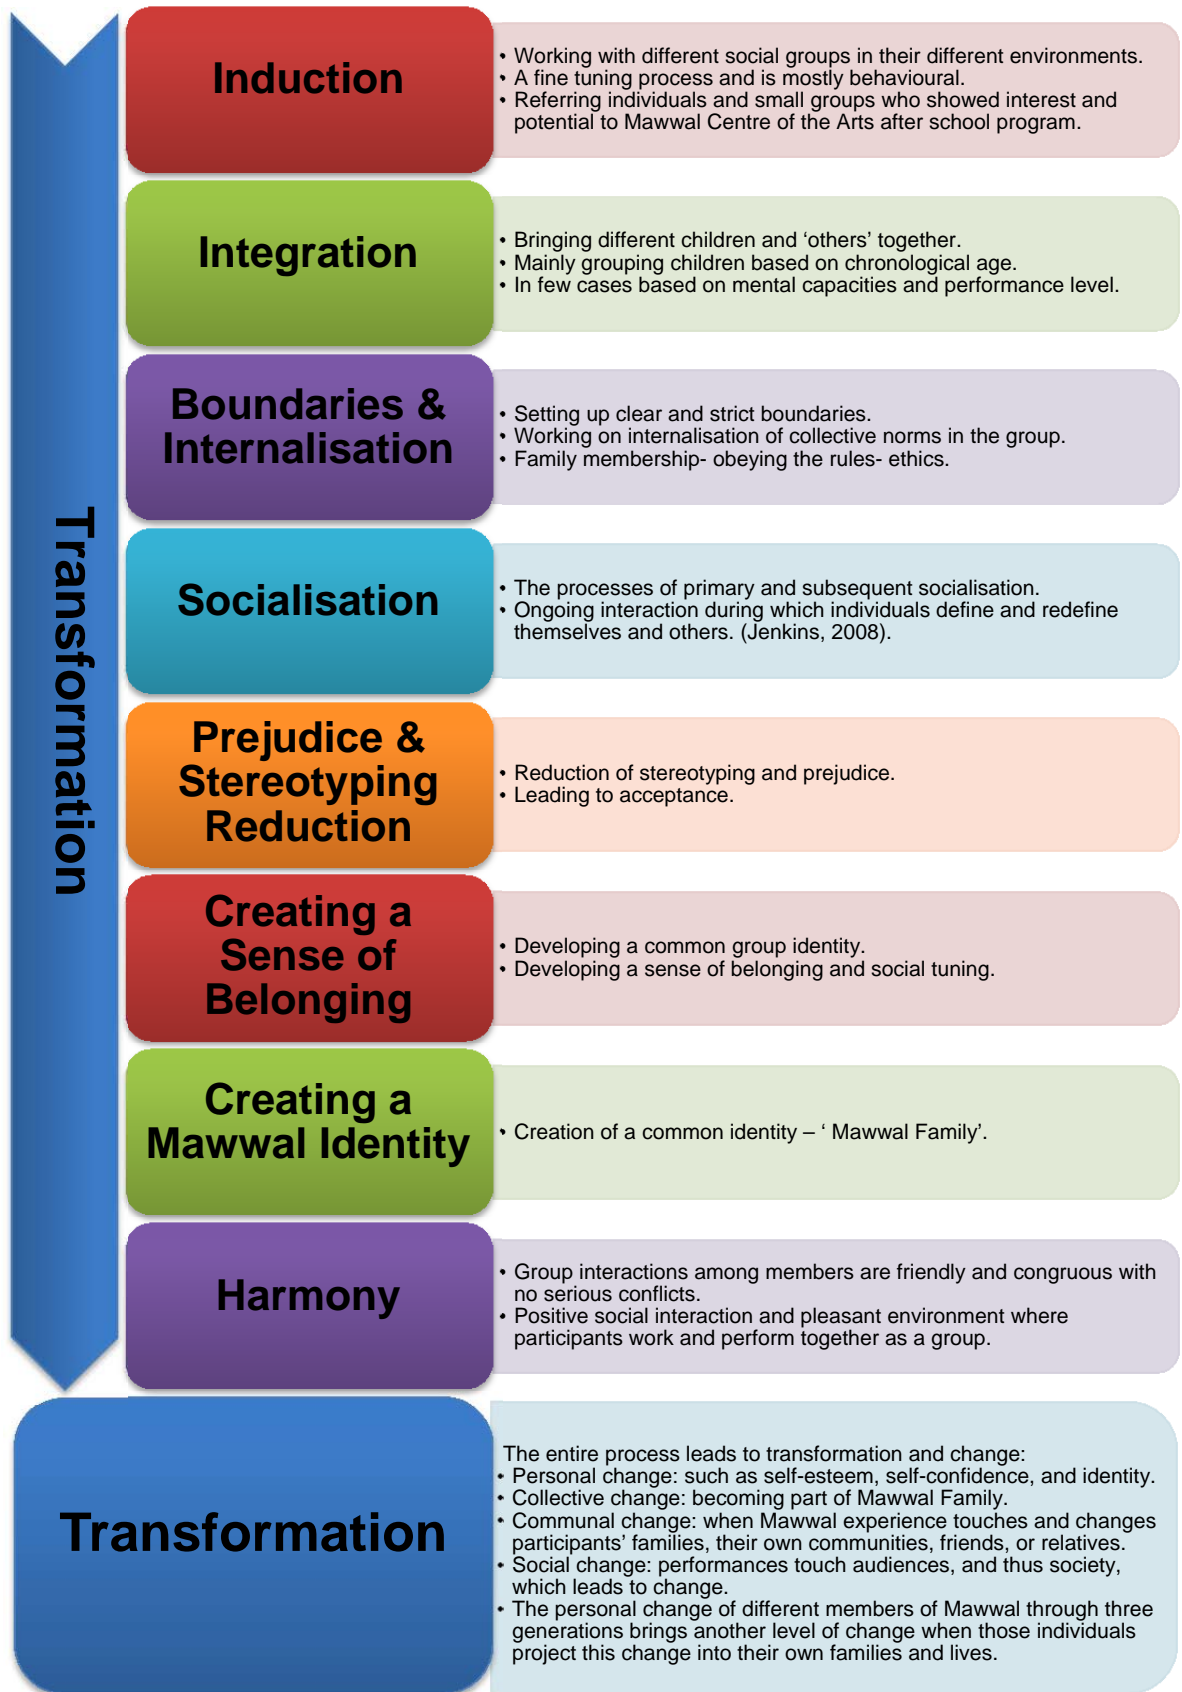 Transformation
Induction
• Working with different social groups in their different environments.
• A fine tuning process and is mostly behavioural.
• Referring individuals and small groups who showed interest and
potential to Mawwal Centre of the Arts after school program.
Integration
• Bringing different children and ‘others’ together.
• Mainly grouping children based on chronological age.
• In few cases based on mental capacities and performance level.
Boundaries &
Internalisation
• Setting up clear and strict boundaries.
• Working on internalisation of collective norms in the group.
• Family membership- obeying the rules- ethics.
Socialisation
• The processes of primary and subsequent socialisation.
• Ongoing interaction during which individuals define and redefine
themselves and others. (Jenkins, 2008).
Prejudice &
Stereotyping
Reduction
• Reduction of stereotyping and prejudice.
• Leading to acceptance.
Creating a
Sense of
Belonging
• Developing a common group identity.
• Developing a sense of belonging and social tuning.
Creating a
Mawwal Identity
• Creation of a common identity – ‘ Mawwal Family’.
Harmony
• Group interactions among members are friendly and congruous with
no serious conflicts.
• Positive social interaction and pleasant environment where
participants work and perform together as a group.
Transformation
The entire process leads to transformation and change:
• Personal change: such as self-esteem, self-confidence, and identity.
• Collective change: becoming part of Mawwal Family.
• Communal change: when Mawwal experience touches and changes
participants’ families, their own communities, friends, or relatives.
• Social change: performances touch audiences, and thus society,
which leads to change.
• The personal change of different members of Mawwal through three
generations brings another level of change when those individuals
project this change into their own families and lives.